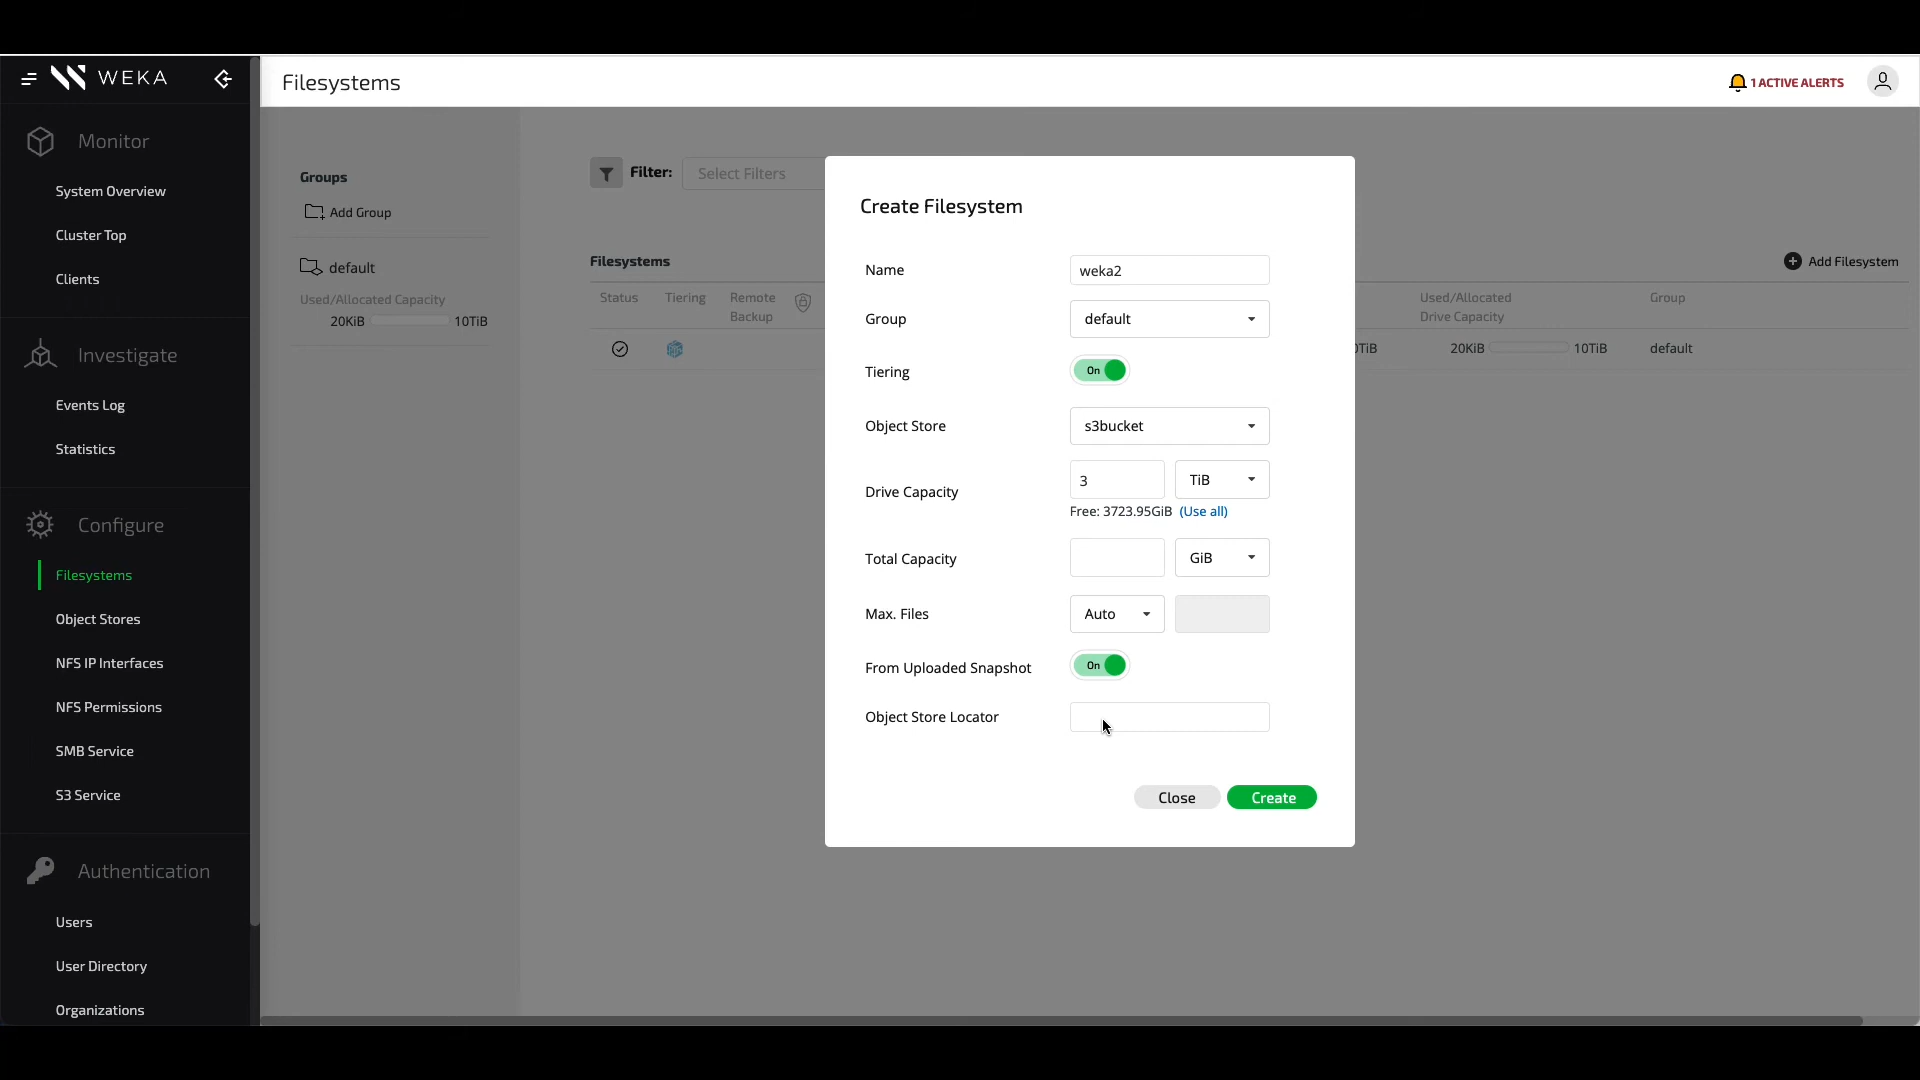 WEKA
Filesystems
1 ACTIVE ALERTS
Monitor
System Overview
Cluster Top
Clients
Investigate
Events Log
Statistics
Configure
Filesystems
Object Stores
NFS IP Interfaces
NFS Permissions
SMB Service
S3 Service
Authentication
Users
User Directory
Organizations
Groups
Add Group
default
Used/Allocated Capacity
20KiB 10TiB
Filter: Select Filters
Filesystems
Add Filesystem
Status Tiering Remote Backup
Used/Allocated Drive Capacity
Group
20KiB 10TiB default
Create Filesystem
Name weka2
Group default
Tiering On
Object Store s3bucket
Drive Capacity 3 TiB
Free: 3723.95GiB (Use all)
Total Capacity GiB
Max. Files Auto
From Uploaded Snapshot On
Object Store Locator
Close Create